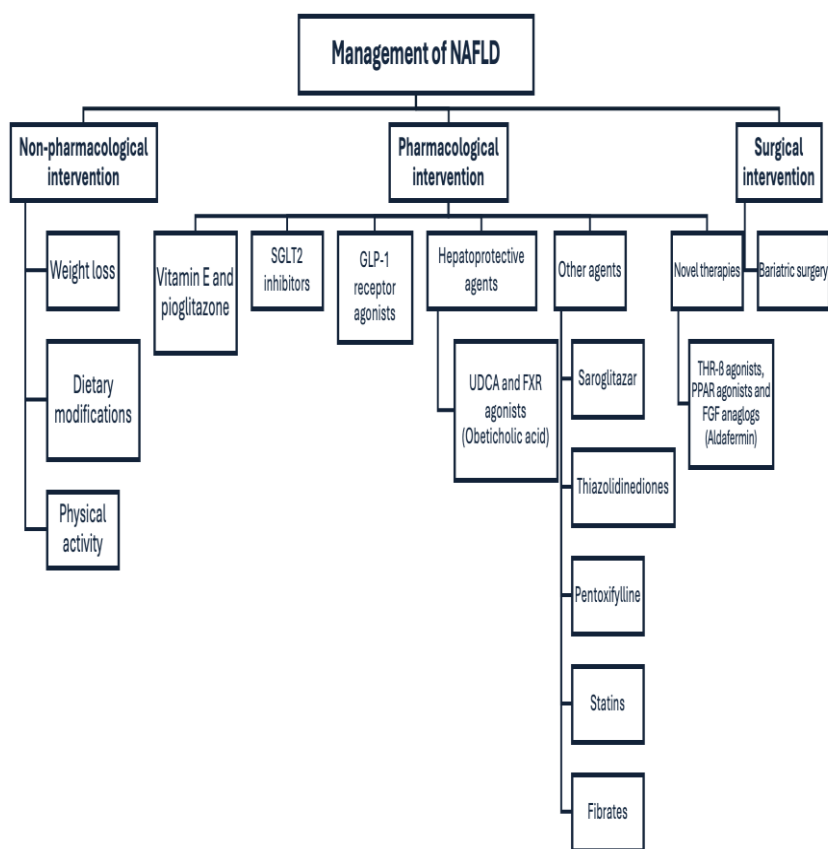 Management of NAFLD
Non-pharmacological
intervention
Pharmacological
intervention
Surgical
intervention
Weight loss
Dietary
modifications
Physical
activity
Vitamin E and
pioglitazone
SGLT2
inhibitors
GLP-1
receptor
agonists
Hepatoprotective
agents
UDCA and FXR
agonists
(Obeticholic acid)
Other agents
Saroglitazar
Thiazolidinediones
Pentoxifylline
Statins
Fibrates
Novel therapies
THR-β agonists,
PPAR agonists and
FGF anaglogs
(Aldafermin)
Bariatric surgery